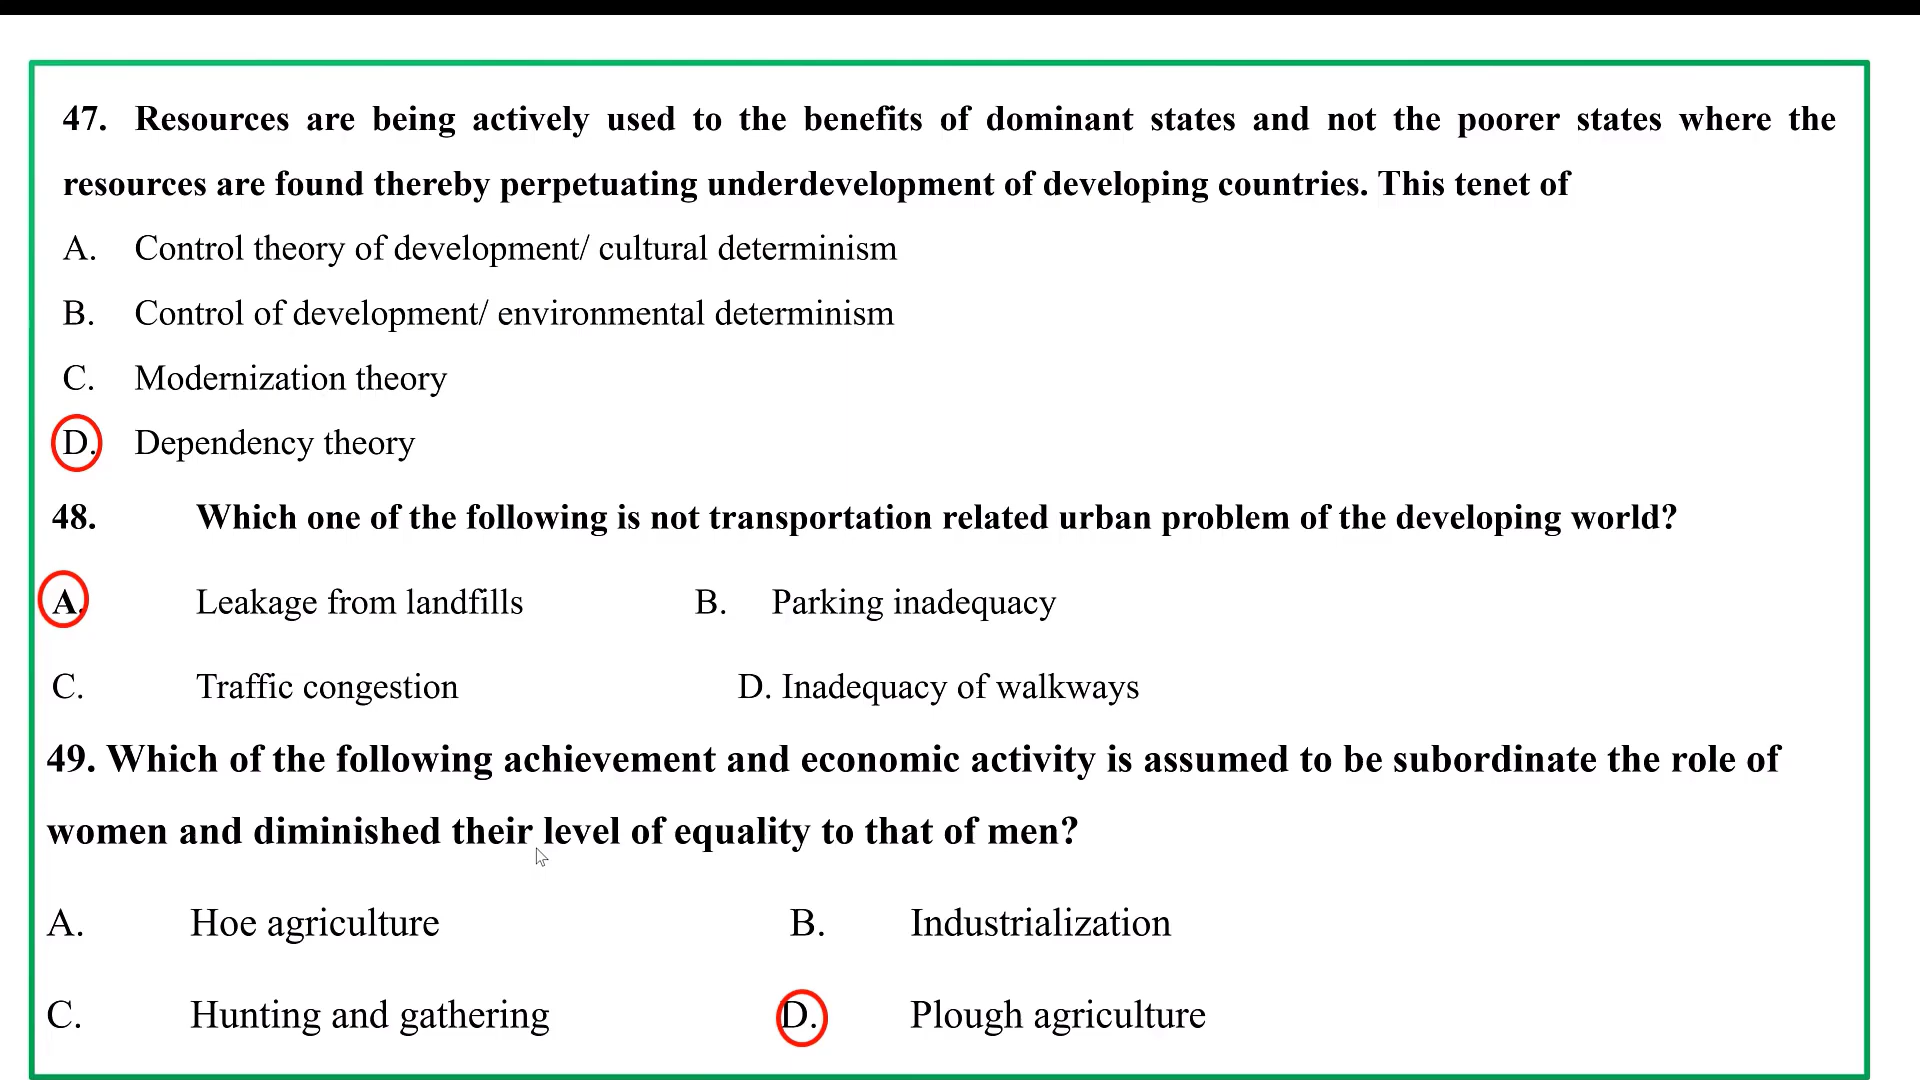 47. Resources are being actively used to the benefits of dominant states and not the poorer states where the
resources are found thereby perpetuating underdevelopment of developing countries. This tenet of
A. Control theory of development/ cultural determinism
B. Control of development/ environmental determinism
C. Modernization theory
D. Dependency theory
48. Which one of the following is not transportation related urban problem of the developing world?
A. Leakage from landfills B. Parking inadequacy
C. Traffic congestion D. Inadequacy of walkways
49. Which of the following achievement and economic activity is assumed to be subordinate the role of
women and diminished their level of equality to that of men?
A. Hoe agriculture B. Industrialization
C. Hunting and gathering D. Plough agriculture